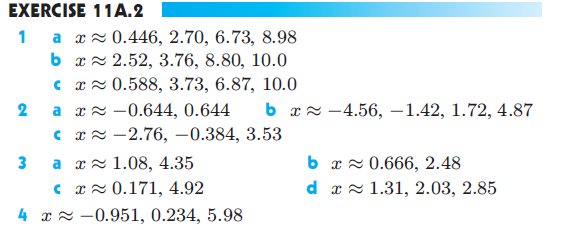 EXERCISE 11A.2
1 a x ≈ 0.446, 2.70, 6.73, 8.98
b x ≈ 2.52, 3.76, 8.80, 10.0
c x ≈ 0.588, 3.73, 6.87, 10.0
2 a x ≈ −0.644, 0.644 b x ≈ −4.56, −1.42, 1.72, 4.87
c x ≈ −2.76, −0.384, 3.53
3 a x ≈ 1.08, 4.35 b x ≈ 0.666, 2.48
c x ≈ 0.171, 4.92 d x ≈ 1.31, 2.03, 2.85
4 x ≈ −0.951, 0.234, 5.98